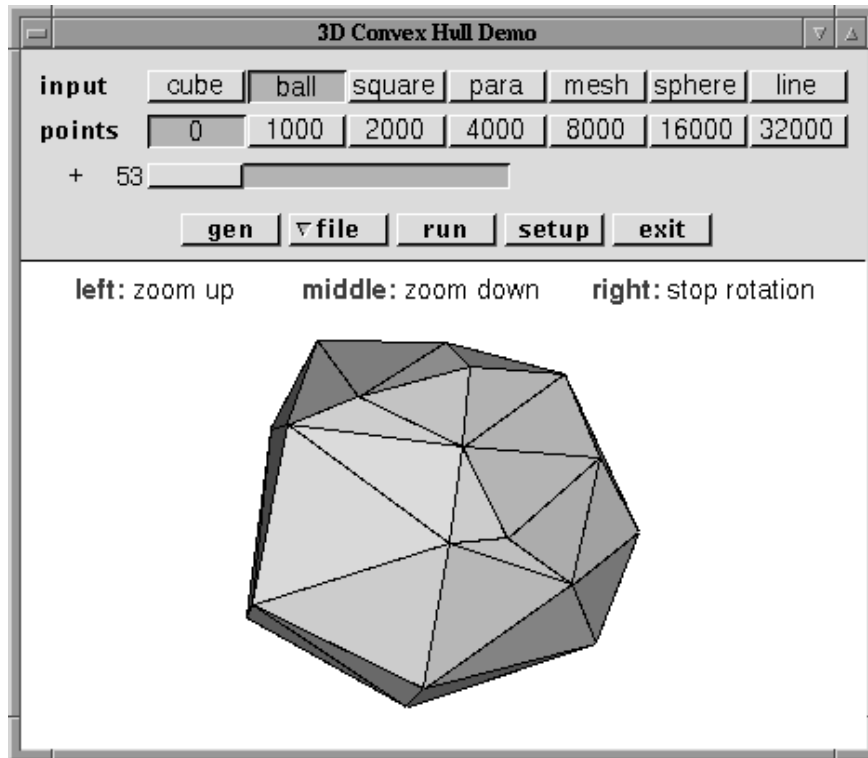 3D Convex Hull Demo
input cube ball square para mesh sphere line
points 0 1000 2000 4000 8000 16000 32000
+ 53
gen file run setup exit
left: zoom up middle: zoom down right: stop rotation